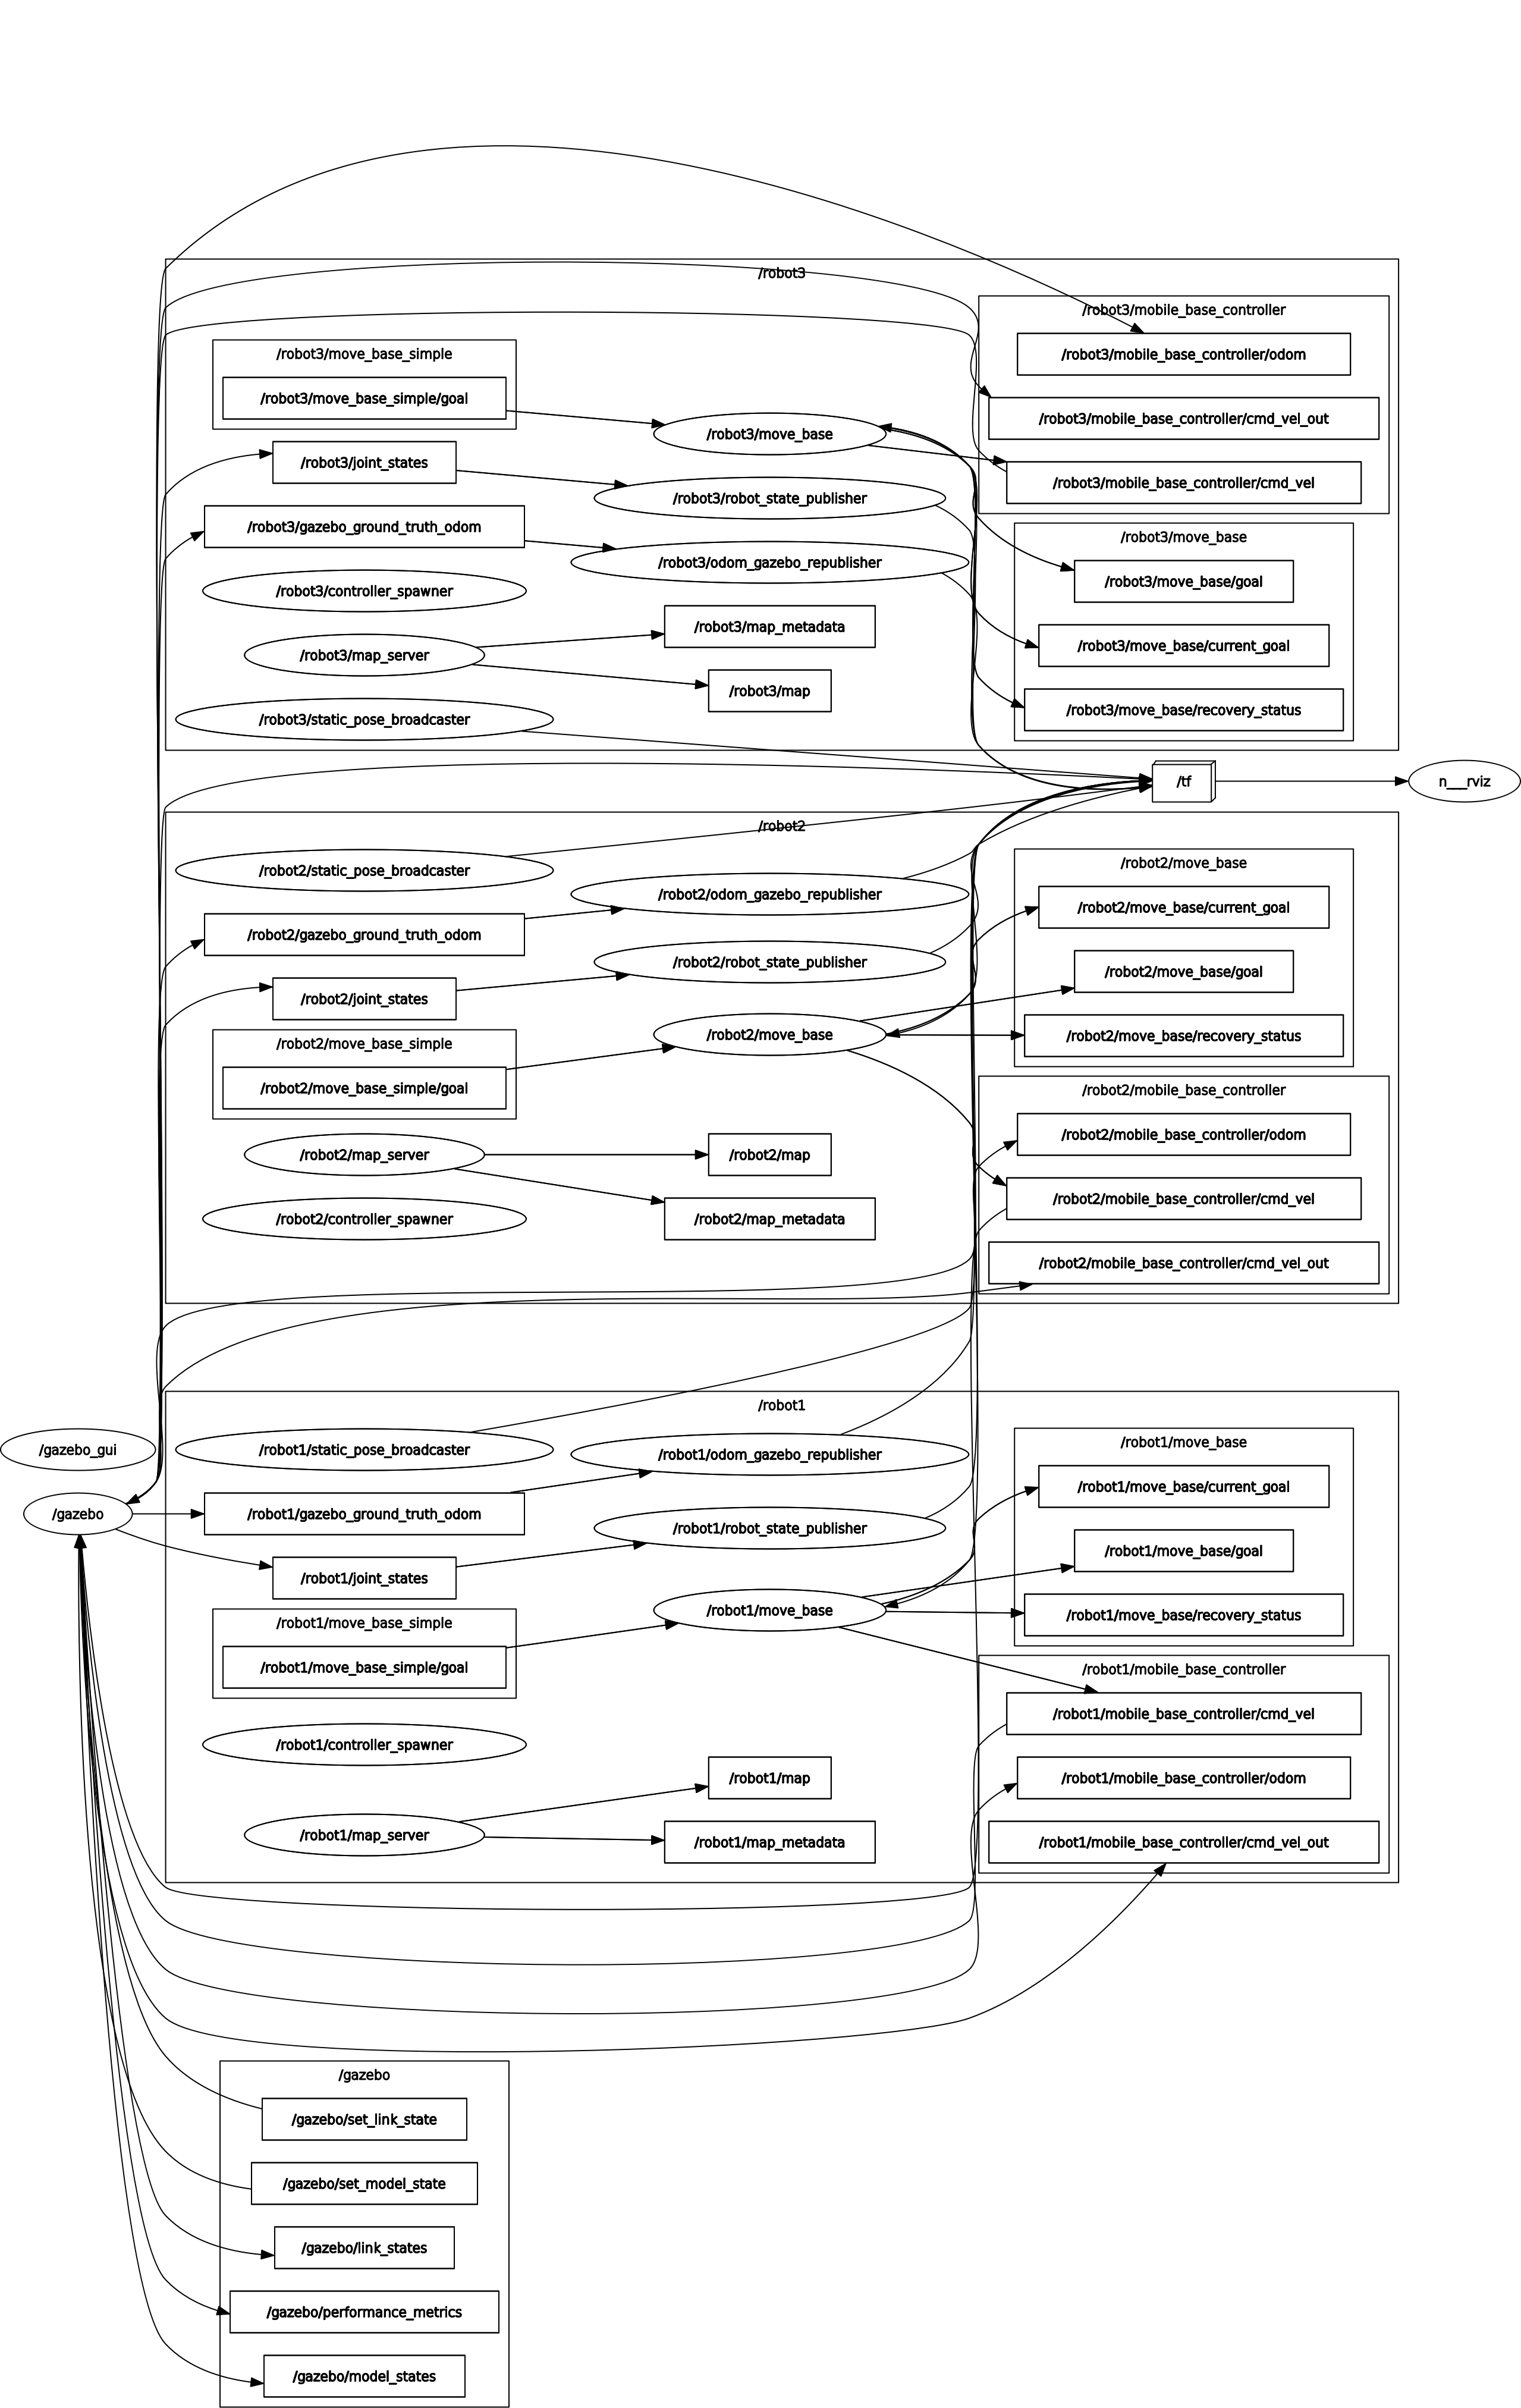 /robot3
/robot3/mobile_base_controller
/robot3/mobile_base_controller/odom
/robot3/mobile_base_controller/cmd_vel_out
/robot3/mobile_base_controller/cmd_vel
/robot3/move_base_simple
/robot3/move_base_simple/goal
/robot3/move_base
/robot3/joint_states
/robot3/robot_state_publisher
/robot3/gazebo_ground_truth_odom
/robot3/odom_gazebo_republisher
/robot3/controller_spawner
/robot3/map_server
/robot3/map_metadata
/robot3/map
/robot3/static_pose_broadcaster
/robot3/move_base
/robot3/move_base/goal
/robot3/move_base/current_goal
/robot3/move_base/recovery_status
/tf
n___rviz
/robot2
/robot2/static_pose_broadcaster
/robot2/odom_gazebo_republisher
/robot2/gazebo_ground_truth_odom
/robot2/robot_state_publisher
/robot2/joint_states
/robot2/move_base_simple
/robot2/move_base_simple/goal
/robot2/move_base
/robot2/map_server
/robot2/map
/robot2/controller_spawner
/robot2/map_metadata
/robot2/move_base
/robot2/move_base/current_goal
/robot2/move_base/goal
/robot2/move_base/recovery_status
/robot2/mobile_base_controller
/robot2/mobile_base_controller/odom
/robot2/mobile_base_controller/cmd_vel
/robot2/mobile_base_controller/cmd_vel_out
/gazebo_gui
/gazebo
/robot1
/robot1/static_pose_broadcaster
/robot1/odom_gazebo_republisher
/robot1/gazebo_ground_truth_odom
/robot1/robot_state_publisher
/robot1/joint_states
/robot1/move_base_simple
/robot1/move_base_simple/goal
/robot1/move_base
/robot1/controller_spawner
/robot1/map
/robot1/map_server
/robot1/map_metadata
/robot1/move_base
/robot1/move_base/current_goal
/robot1/move_base/goal
/robot1/move_base/recovery_status
/robot1/mobile_base_controller
/robot1/mobile_base_controller/cmd_vel
/robot1/mobile_base_controller/odom
/robot1/mobile_base_controller/cmd_vel_out
/gazebo
/gazebo/set_link_state
/gazebo/set_model_state
/gazebo/link_states
/gazebo/performance_metrics
/gazebo/model_states